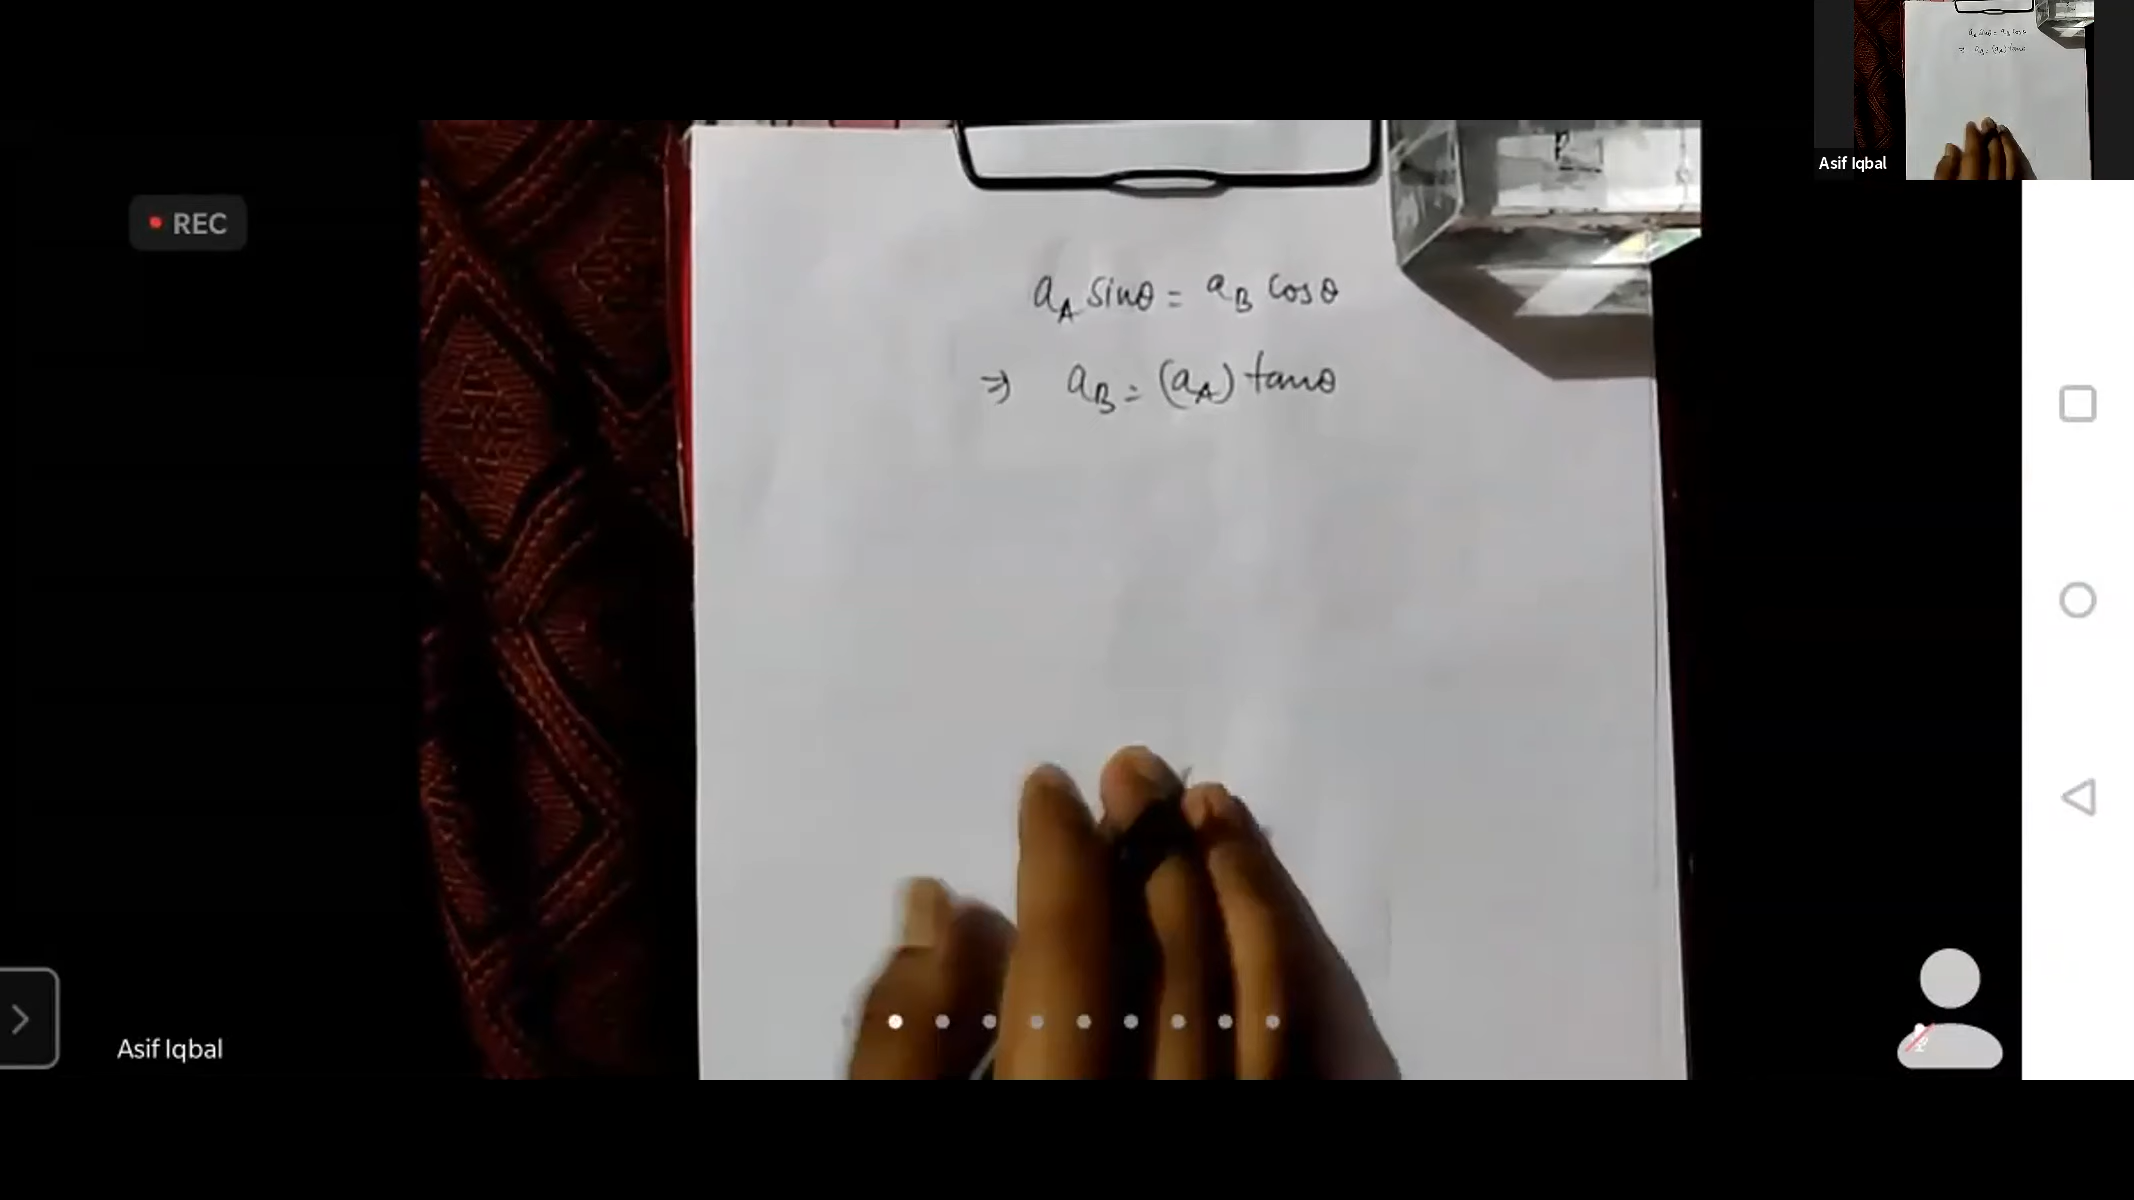 Asif Iqbal
REC
a_A sinθ = a_B cosθ
⇒ a_B = (a_A) tanθ
Asif Iqbal